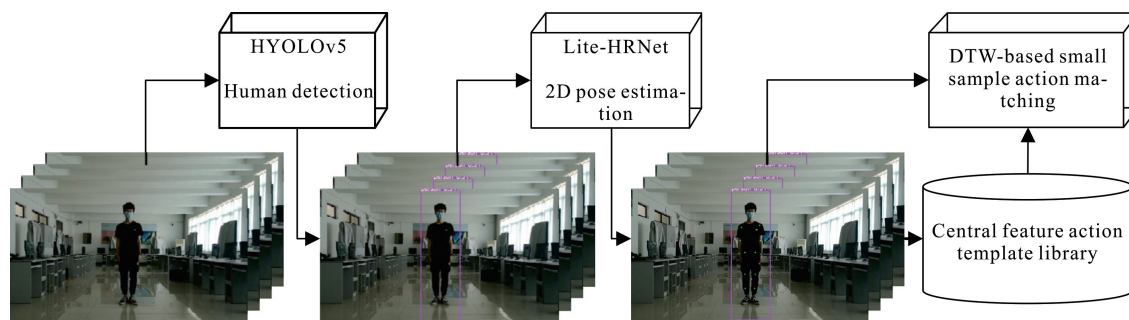 HYOLOv5
Human detection
Lite-HRNet
2D pose estima-
tion
DTW-based small
sample action ma-
tching
Central feature action
template library